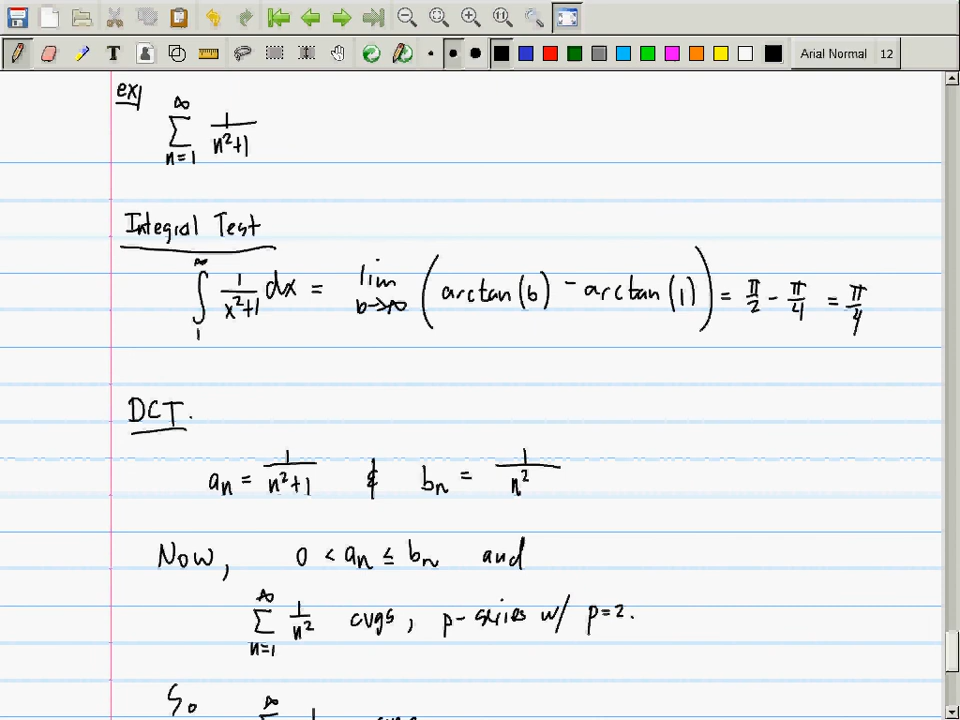 Arial Normal 12
ex)
∞
∑ 1/(n²+1)
n=1
Integral Test
∫₁^∞ 1/(x²+1) dx = lim b→∞ (arctan(b) - arctan(1)) = π/2 - π/4 = π/4
DCT.
aₙ = 1/(n²+1) & bₙ = 1/n²
Now, 0 < aₙ ≤ bₙ and
∞
∑ 1/n² cvgs, p-series w/ p=2.
n=1
So ∑ ∞ 1 cvgs